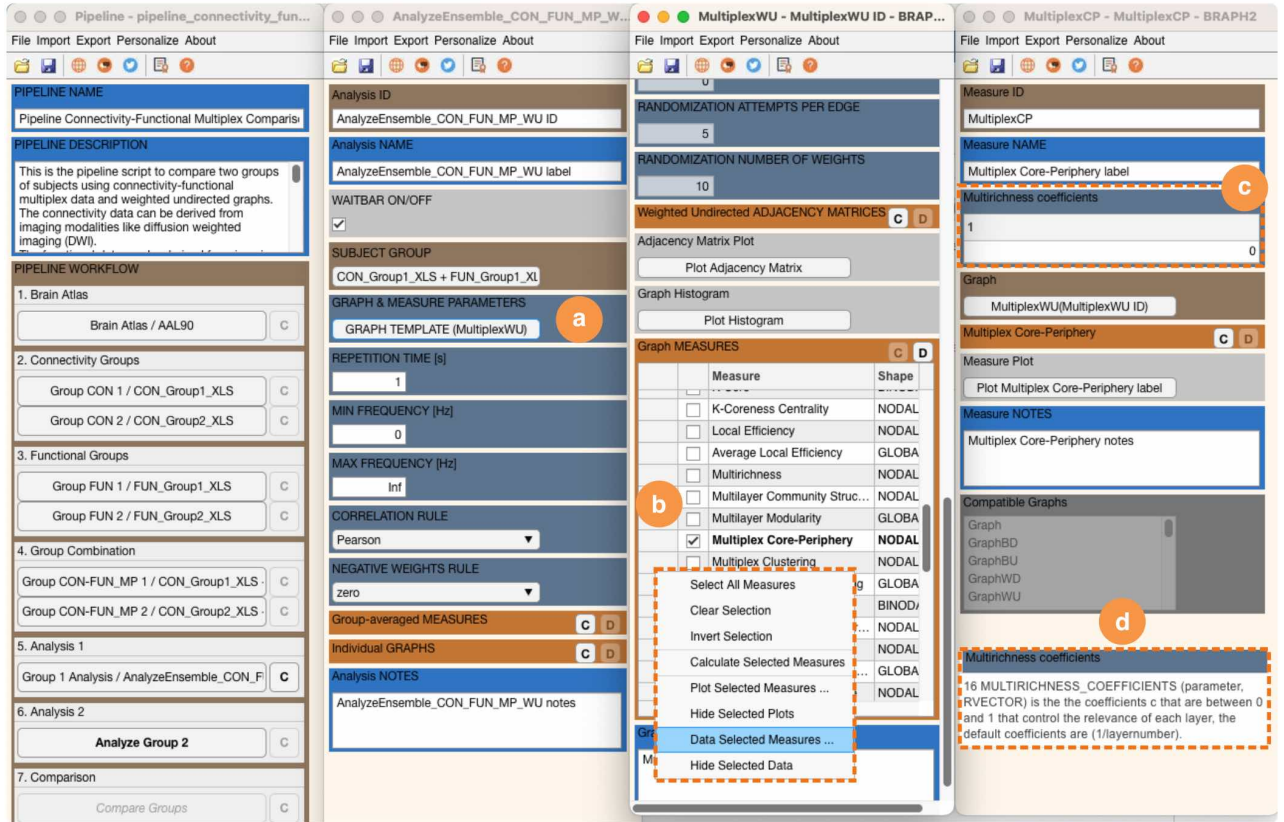 Pipeline - pipeline_connectivity_fun...
File Import Export Personalize About
PIPELINE NAME
Pipeline Connectivity-Functional Multiplex Comparis
PIPELINE DESCRIPTION
This is the pipeline script to compare two groups
of subjects using connectivity-functional
multiplex data and weighted undirected graphs.
The connectivity data can be derived from
imaging modalities like diffusion weighted
imaging (DWI).
PIPELINE WORKFLOW
1. Brain Atlas
Brain Atlas / AAL90
C
2. Connectivity Groups
Group CON 1 / CON_Group1_XLS
C
Group CON 2 / CON_Group2_XLS
C
3. Functional Groups
Group FUN 1 / FUN_Group1_XLS
C
Group FUN 2 / FUN_Group2_XLS
C
4. Group Combination
Group CON-FUN_MP 1 / CON_Group1_XLS -
C
Group CON-FUN_MP 2 / CON_Group2_XLS -
C
5. Analysis 1
Group 1 Analysis / AnalyzeEnsemble_CON_F
C
6. Analysis 2
Analyze Group 2
C
7. Comparison
Compare Groups
C
AnalyzeEnsemble_CON_FUN_MP_W...
File Import Export Personalize About
Analysis ID
AnalyzeEnsemble_CON_FUN_MP_WU ID
Analysis NAME
AnalyzeEnsemble_CON_FUN_MP_WU label
WAITBAR ON/OFF
SUBJECT GROUP
CON_Group1_XLS + FUN_Group1_XL
GRAPH & MEASURE PARAMETERS
GRAPH TEMPLATE (MultiplexWU)
a
REPETITION TIME [s]
1
MIN FREQUENCY [Hz]
0
MAX FREQUENCY [Hz]
Inf
CORRELATION RULE
Pearson
NEGATIVE WEIGHTS RULE
zero
Group-averaged MEASURES
C D
Individual GRAPHS
C D
Analysis NOTES
AnalyzeEnsemble_CON_FUN_MP_WU notes
MultiplexWU - MultiplexWU ID - BRAP...
File Import Export Personalize About
0
RANDOMIZATION ATTEMPTS PER EDGE
5
RANDOMIZATION NUMBER OF WEIGHTS
10
Weighted Undirected ADJACENCY MATRICES
C D
Adjacency Matrix Plot
Plot Adjacency Matrix
Graph Histogram
Plot Histogram
Graph MEASURES
C D
Measure Shape
K-Coreness Centrality NODAL
Local Efficiency NODAL
Average Local Efficiency GLOBA
Multirichness NODAL
Multilayer Community Struc... NODAL
b
Multilayer Modularity GLOBA
Multiplex Core-Periphery NODAL
Multiplex Clustering NODAL
g GLOBA
BINODA
... NODAL
NODAL
... GLOBA
NODAL
Select All Measures
Clear Selection
Invert Selection
Calculate Selected Measures
Plot Selected Measures ...
Hide Selected Plots
Data Selected Measures ...
Hide Selected Data
Gra
M
MultiplexCP - MultiplexCP - BRAPH2
File Import Export Personalize About
Measure ID
MultiplexCP
Measure NAME
Multiplex Core-Periphery label
c
Multirichness coefficients
1
0
Graph
MultiplexWU(MultiplexWU ID)
Multiplex Core-Periphery
C D
Measure Plot
Plot Multiplex Core-Periphery label
Measure NOTES
Multiplex Core-Periphery notes
Compatible Graphs
Graph
GraphBD
GraphBU
GraphWD
GraphWU
d
Multirichness coefficients
16 MULTIRICHNESS_COEFFICIENTS (parameter,
RVECTOR) is the the coefficients c that are between 0
and 1 that control the relevance of each layer, the
default coefficients are (1/layernumber).